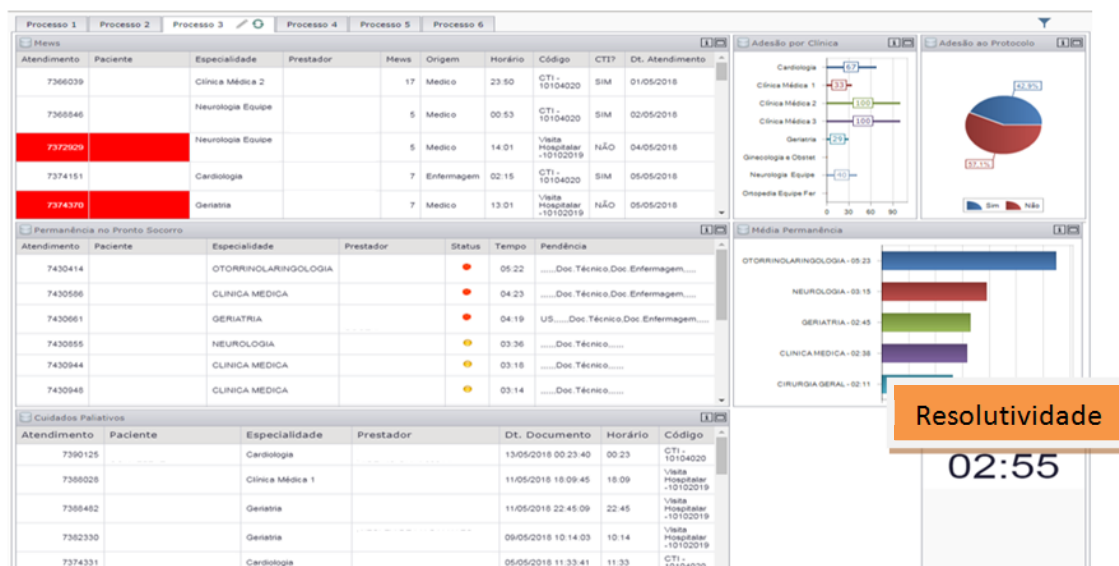 Processo 1 Processo 2 Processo 3 Processo 4 Processo 5 Processo 6
Mews
Atendimento Paciente Especialidade Prestador Mews Origem Horário Código CTI? Dt. Atendimento
7366039 Clínica Médica 2 17 Medico 23:50 CTI - 10104020 SIM 01/05/2018
7368846 Neurologia Equipe 5 Medico 00:53 CTI - 10104020 SIM 02/05/2018
7372929 Neurologia Equipe 5 Medico 14:01 Visita Hospitalar -10102019 NÃO 04/05/2018
7374151 Cardiologia 7 Enfermagem 02:15 CTI - 10104020 SIM 05/05/2018
7374370 Geriatria 7 Medico 13:01 Visita Hospitalar -10102019 NÃO 05/05/2018
Adesão por Clínica
Cardiologia 67
Clínica Médica 1 33
Clínica Médica 2 100
Clínica Médica 3 100
Geriatria 29
Ginecologia e Obstet
Neurologia Equipe 40
Ortopedia Equipe Fer
0 30 60 90
Adesão ao Protocolo
42.9%
57.1%
Sim Não
Permanência no Pronto Socorro
Atendimento Paciente Especialidade Prestador Status Tempo Pendência
7430414 OTORRINOLARINGOLOGIA 05:22 ,,,,,Doc.Técnico,Doc.Enfermagem,,,,,
7430586 CLINICA MEDICA 04:23 ,,,,,Doc.Técnico,Doc.Enfermagem,,,,,
7430661 GERIATRIA 04:19 US,,,,,Doc.Técnico,Doc.Enfermagem,,,,,
7430855 NEUROLOGIA 03:36 ,,,,,Doc.Técnico,,,,,,
7430944 CLINICA MEDICA 03:18 ,,,,,Doc.Técnico,,,,,,
7430948 CLINICA MEDICA 03:14 ,,,,,Doc.Técnico,,,,,,
Média Permanência
OTORRINOLARINGOLOGIA - 05:23
NEUROLOGIA - 03:15
GERIATRIA - 02:45
CLINICA MEDICA - 02:38
CIRURGIA GERAL - 02:11
Resolutividade
02:55
Cuidados Paliativos
Atendimento Paciente Especialidade Prestador Dt. Documento Horário Código
7390125 Cardiologia 13/05/2018 00:23:40 00:23 CTI - 10104020
7388028 Clínica Médica 1 11/05/2018 18:09:45 18:09 Visita Hospitalar -10102019
7388482 Geriatria 11/05/2018 22:45:09 22:45 Visita Hospitalar -10102019
7382330 Geriatria 09/05/2018 10:14:03 10:14 Visita Hospitalar -10102019
7374331 Cardiologia 05/05/2018 11:33:41 11:33 CTI -